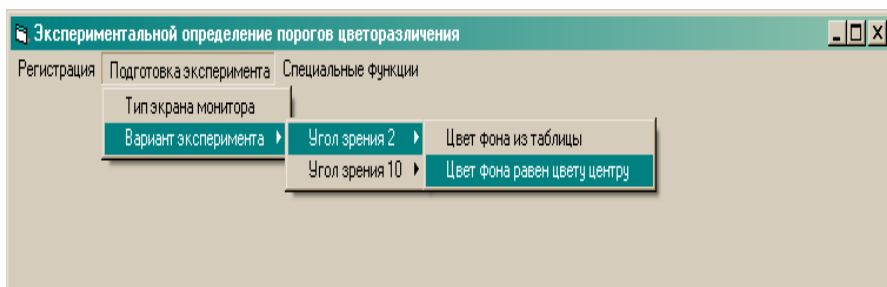 Экспериментальной определение порогов цветоразличения
Регистрация Подготовка эксперимента Специальные функции
Тип экрана монитора
Вариант эксперимента Угол зрения 2 Цвет фона из таблицы
Угол зрения 10 Цвет фона равен цвету центру